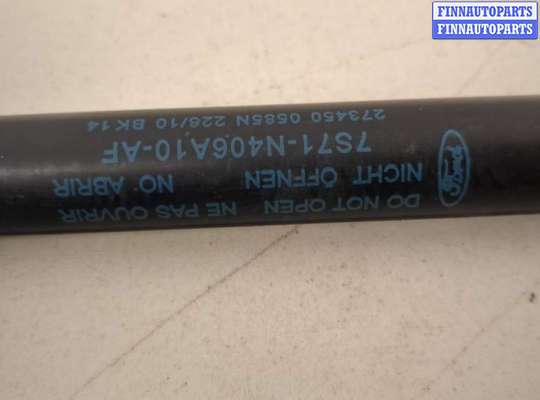 FINNAUTOPARTS
FINNAUTOPARTS
DO NOT OPEN NE PAS OUVRIR
NICHT ÖFFNEN NO ABRIR
7S71-N406A10-AF
273450 0585N 228/10 BK14
Ford